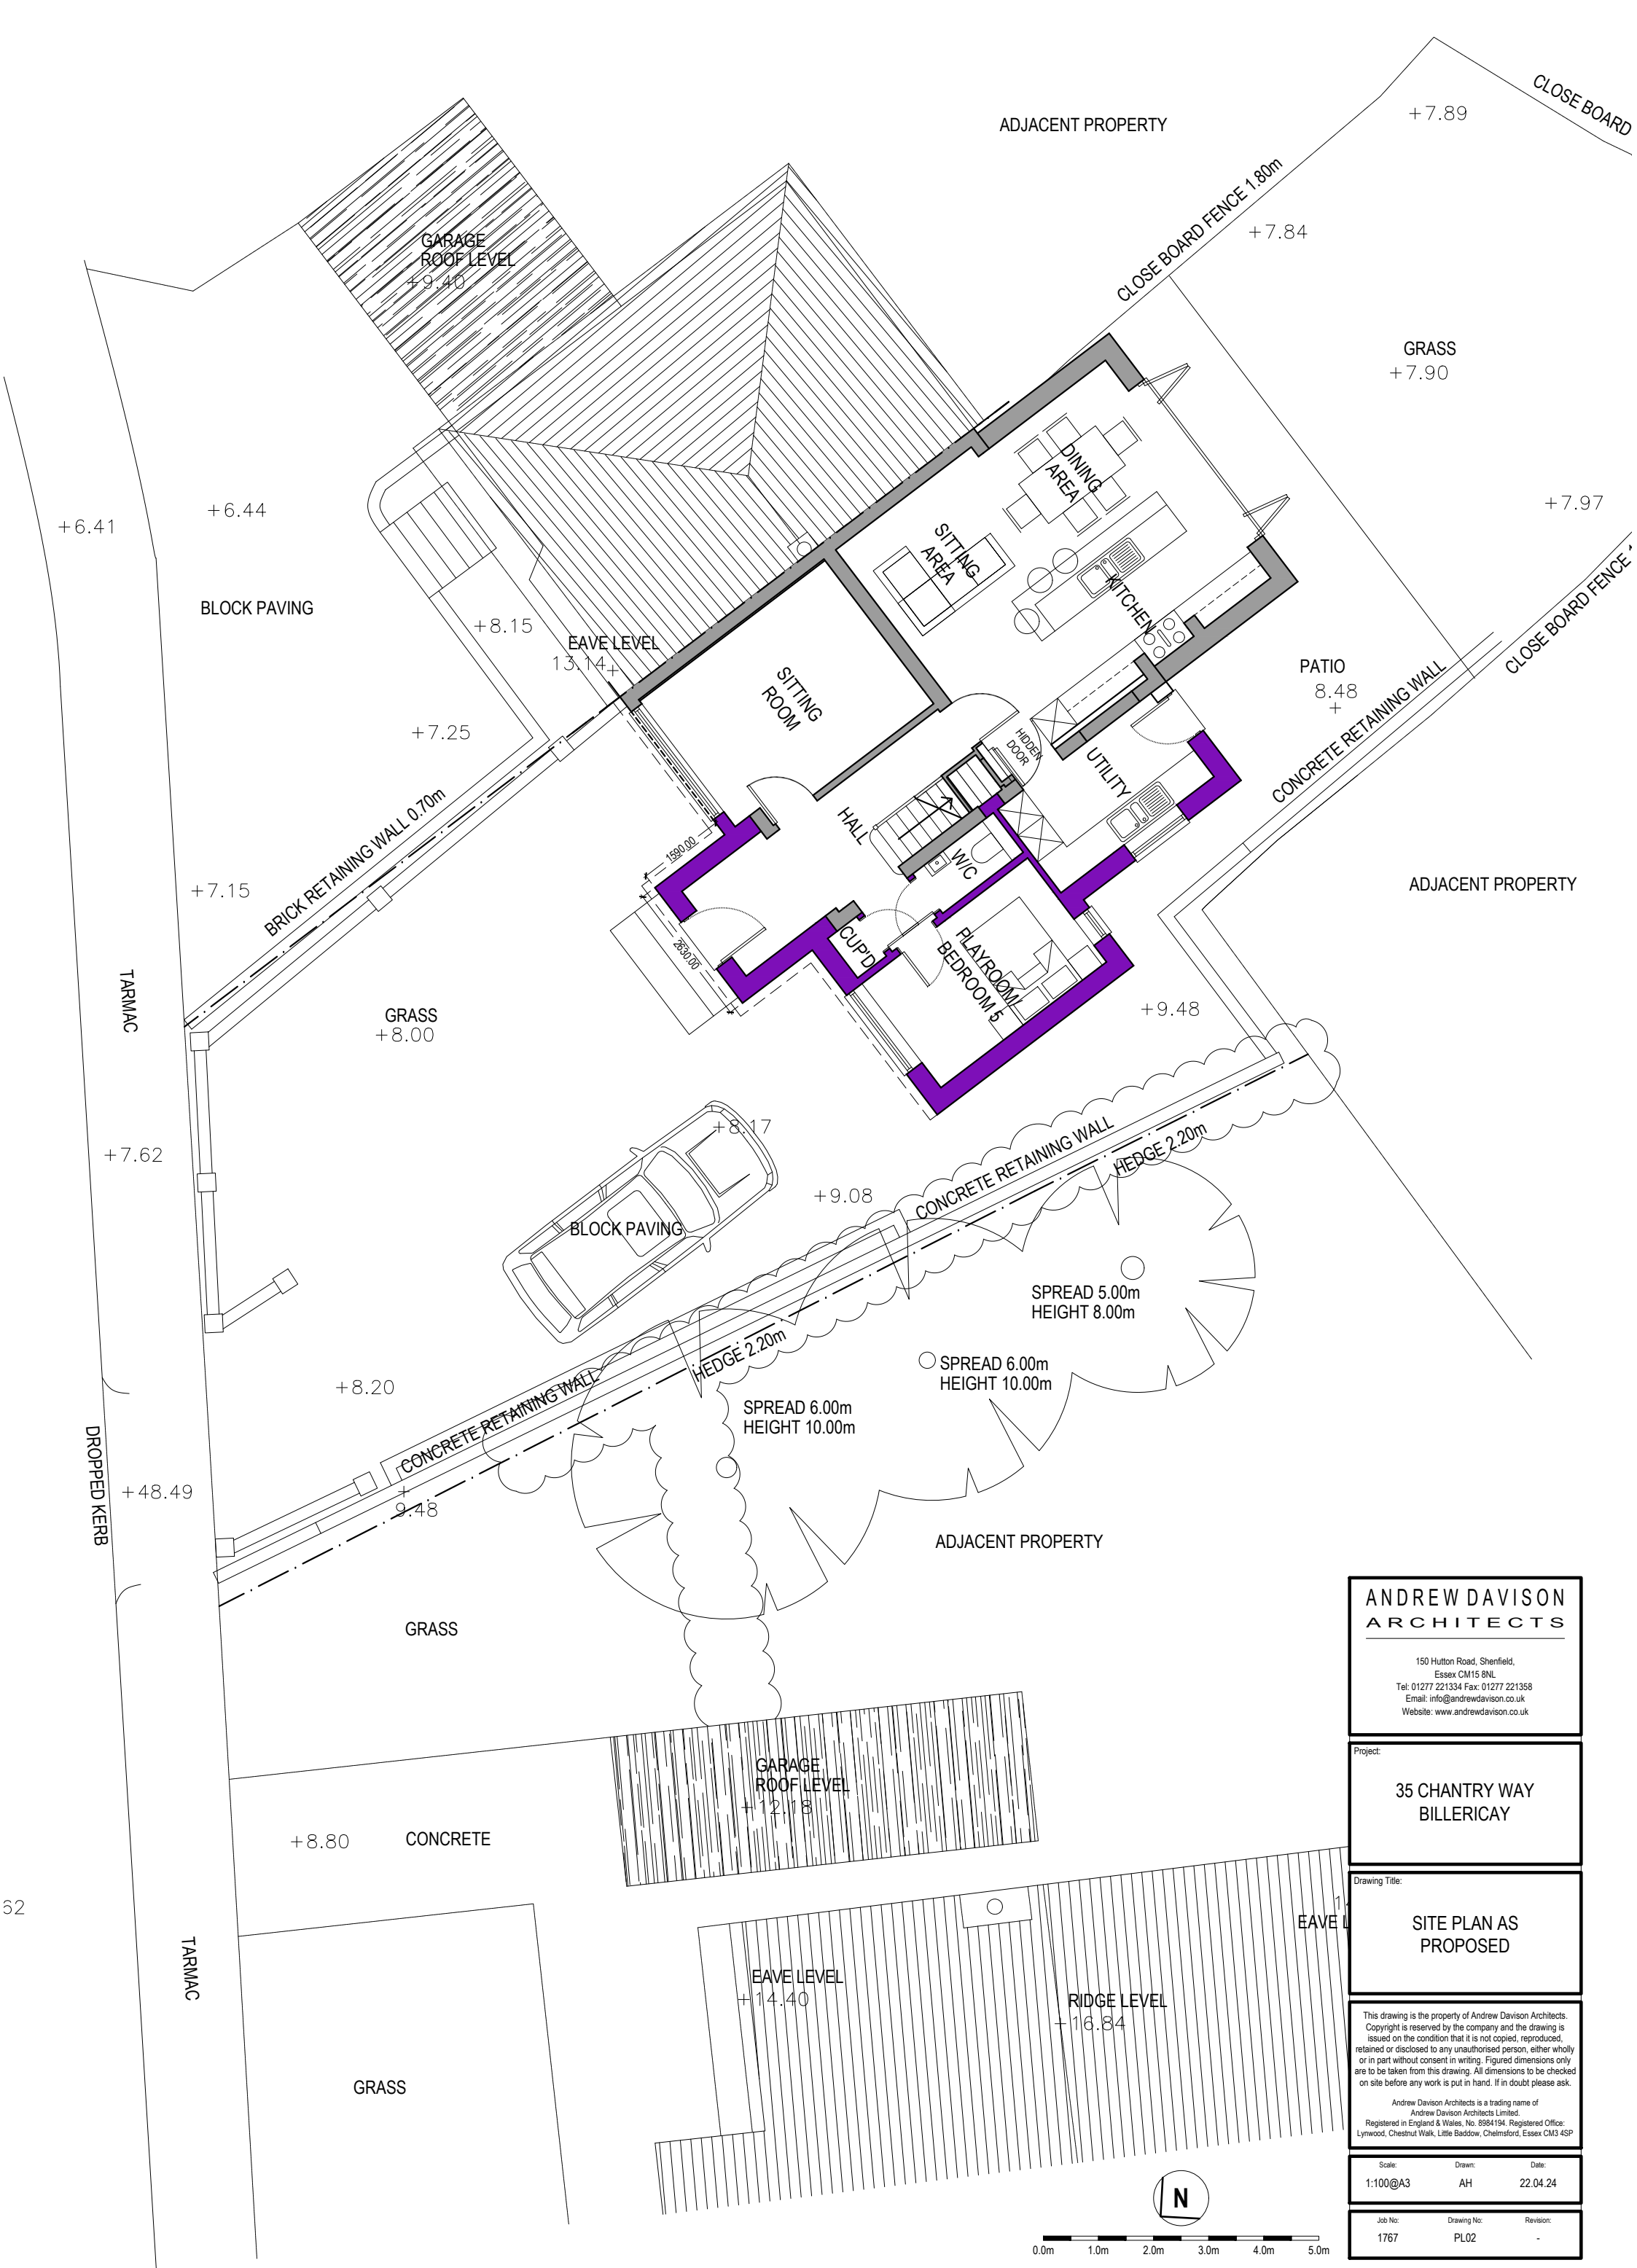 ADJACENT PROPERTY
+7.89
CLOSE BOARD
CLOSE BOARD FENCE 1.80m
+7.84
GARAGE
ROOF LEVEL
+9.40
GRASS
+7.90
+6.41
+6.44
+7.97
DINING
AREA
SITTING
AREA
KITCHEN
BLOCK PAVING
+8.15
EAVE LEVEL
13.14
CLOSE BOARD FENCE
SITTING
ROOM
PATIO
8.48
+7.25
HIDDEN
DOOR
UTILITY
CONCRETE RETAINING WALL
HALL
W/C
1590.00
BRICK RETAINING WALL 0.70m
+7.15
ADJACENT PROPERTY
CUP'D
PLAYROOM/
BEDROOM 5
2630.00
TARMAC
GRASS
+8.00
+9.48
+8.17
+7.62
CONCRETE RETAINING WALL
HEDGE 2.20m
+9.08
BLOCK PAVING
SPREAD 5.00m
HEIGHT 8.00m
SPREAD 6.00m
HEIGHT 10.00m
HEDGE 2.20m
+8.20
CONCRETE RETAINING WALL
SPREAD 6.00m
HEIGHT 10.00m
DROPPED KERB
+48.49
9.48
ADJACENT PROPERTY
GRASS
GARAGE
ROOF LEVEL
+12.18
+8.80
CONCRETE
62
EAVE L
TARMAC
EAVE LEVEL
+14.40
RIDGE LEVEL
+16.84
GRASS
N
0.0m 1.0m 2.0m 3.0m 4.0m 5.0m
ANDREW DAVISON
ARCHITECTS
150 Hutton Road, Shenfield,
Essex CM15 8NL
Tel: 01277 221334 Fax: 01277 221358
Email: info@andrewdavison.co.uk
Website: www.andrewdavison.co.uk
Project:
35 CHANTRY WAY
BILLERICAY
Drawing Title:
SITE PLAN AS
PROPOSED
This drawing is the property of Andrew Davison Architects.
Copyright is reserved by the company and the drawing is
issued on the condition that it is not copied, reproduced,
retained or disclosed to any unauthorised person, either wholly
or in part without consent in writing. Figured dimensions only
are to be taken from this drawing. All dimensions to be checked
on site before any work is put in hand. If in doubt please ask.
Andrew Davison Architects is a trading name of
Andrew Davison Architects Limited.
Registered in England & Wales, No. 8984194. Registered Office:
Lynwood, Chestnut Walk, Little Baddow, Chelmsford, Essex CM3 4SP
Scale: Drawn: Date:
1:100@A3 AH 22.04.24
Job No: Drawing No: Revision:
1767 PL02 -